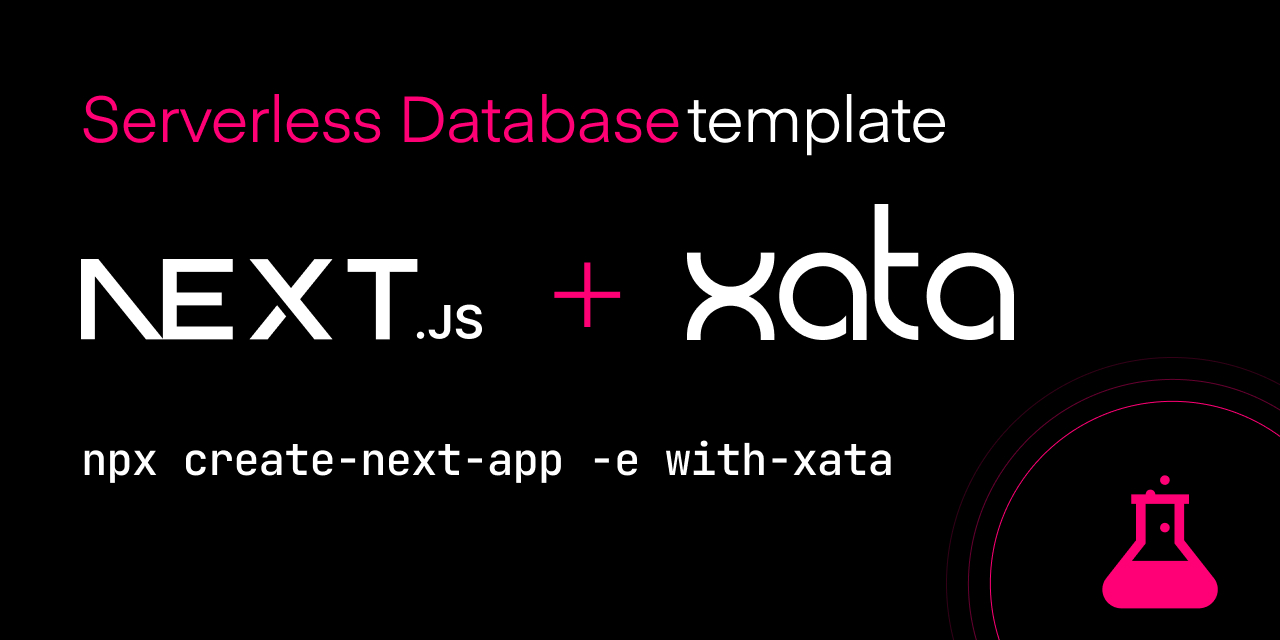 Serverless Database template
NEXT.JS + xata
npx create-next-app -e with-xata